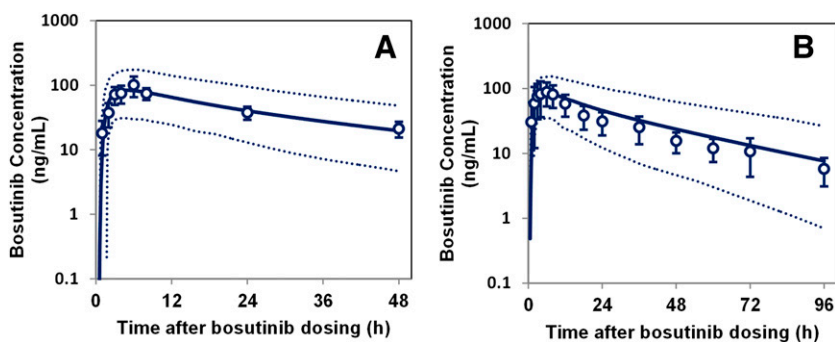 A
Bosutinib Concentration
(ng/mL)
1000
100
10
1
0.1
0 12 24 36 48
Time after bosutinib dosing (h)
B
Bosutinib Concentration
(ng/mL)
1000
100
10
1
0.1
0 24 48 72 96
Time after bosutinib dosing (h)